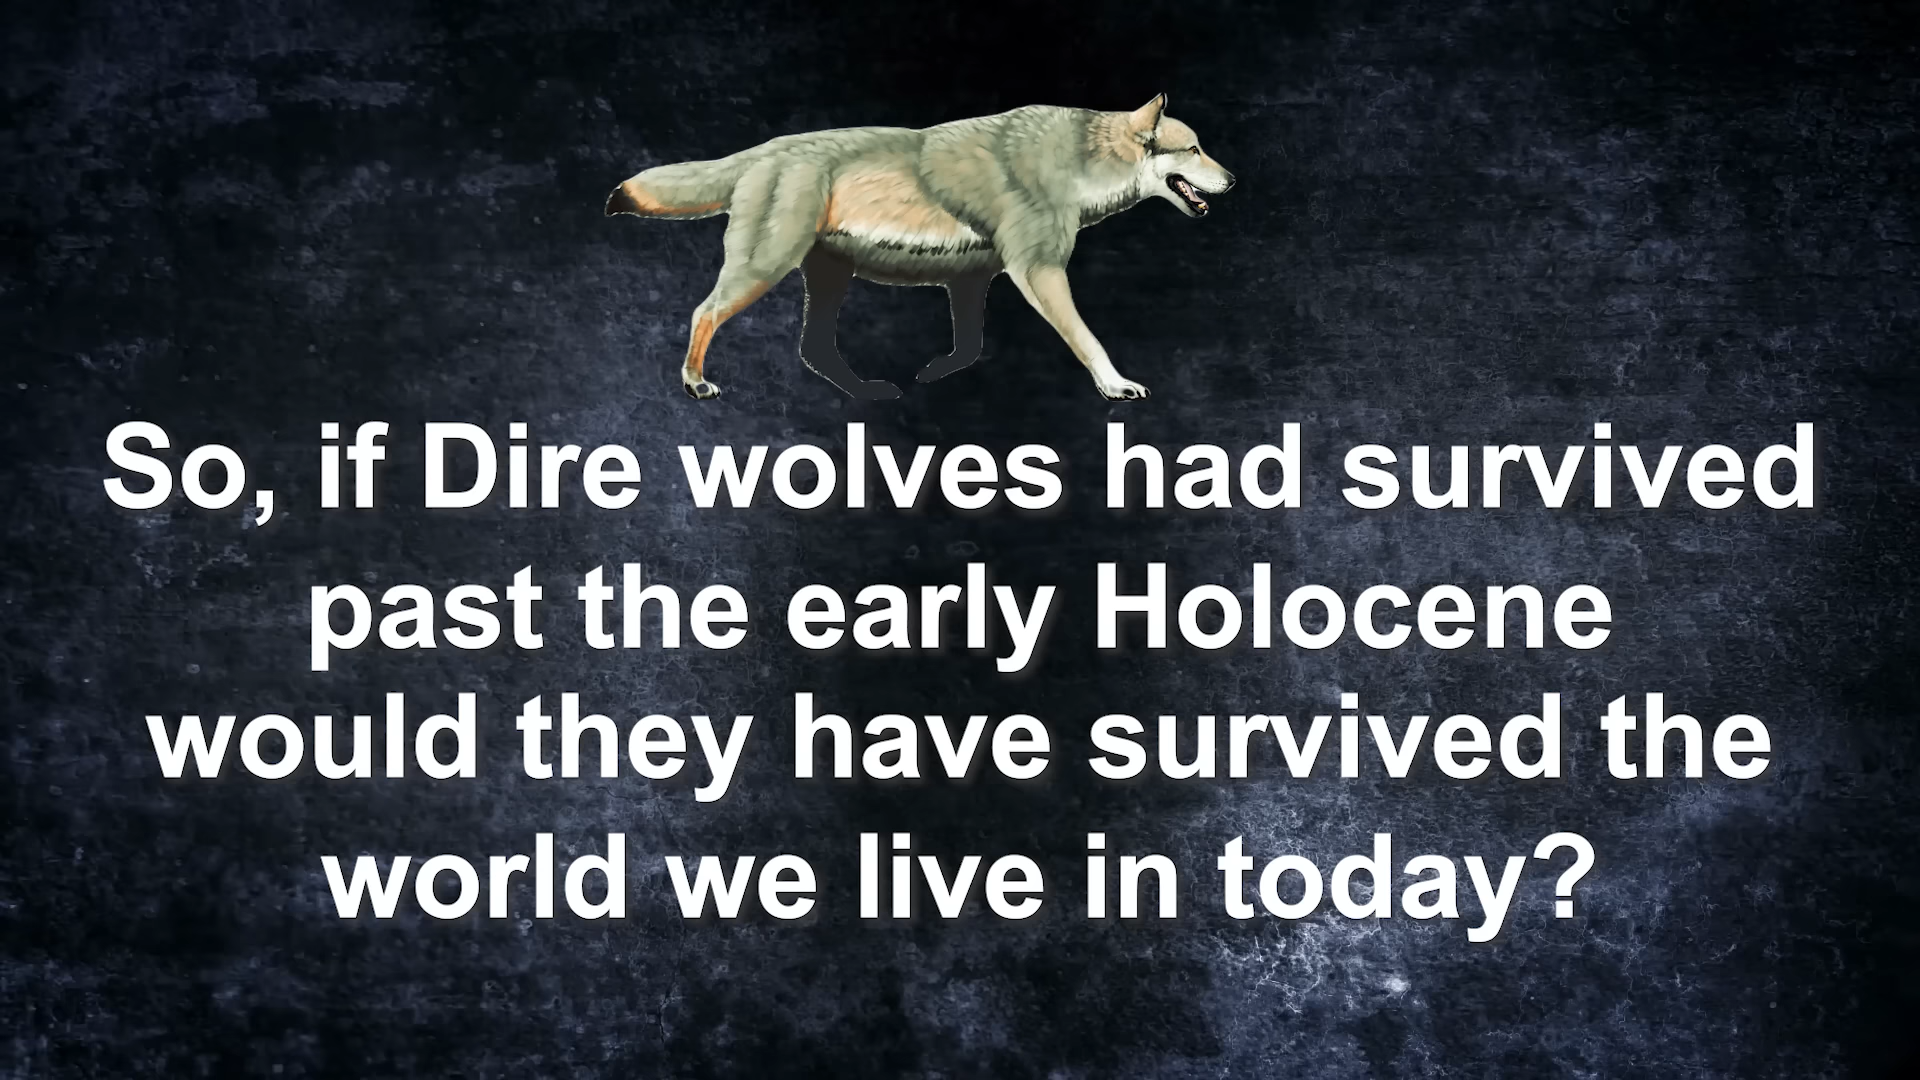 So, if Dire wolves had survived
past the early Holocene
would they have survived the
world we live in today?